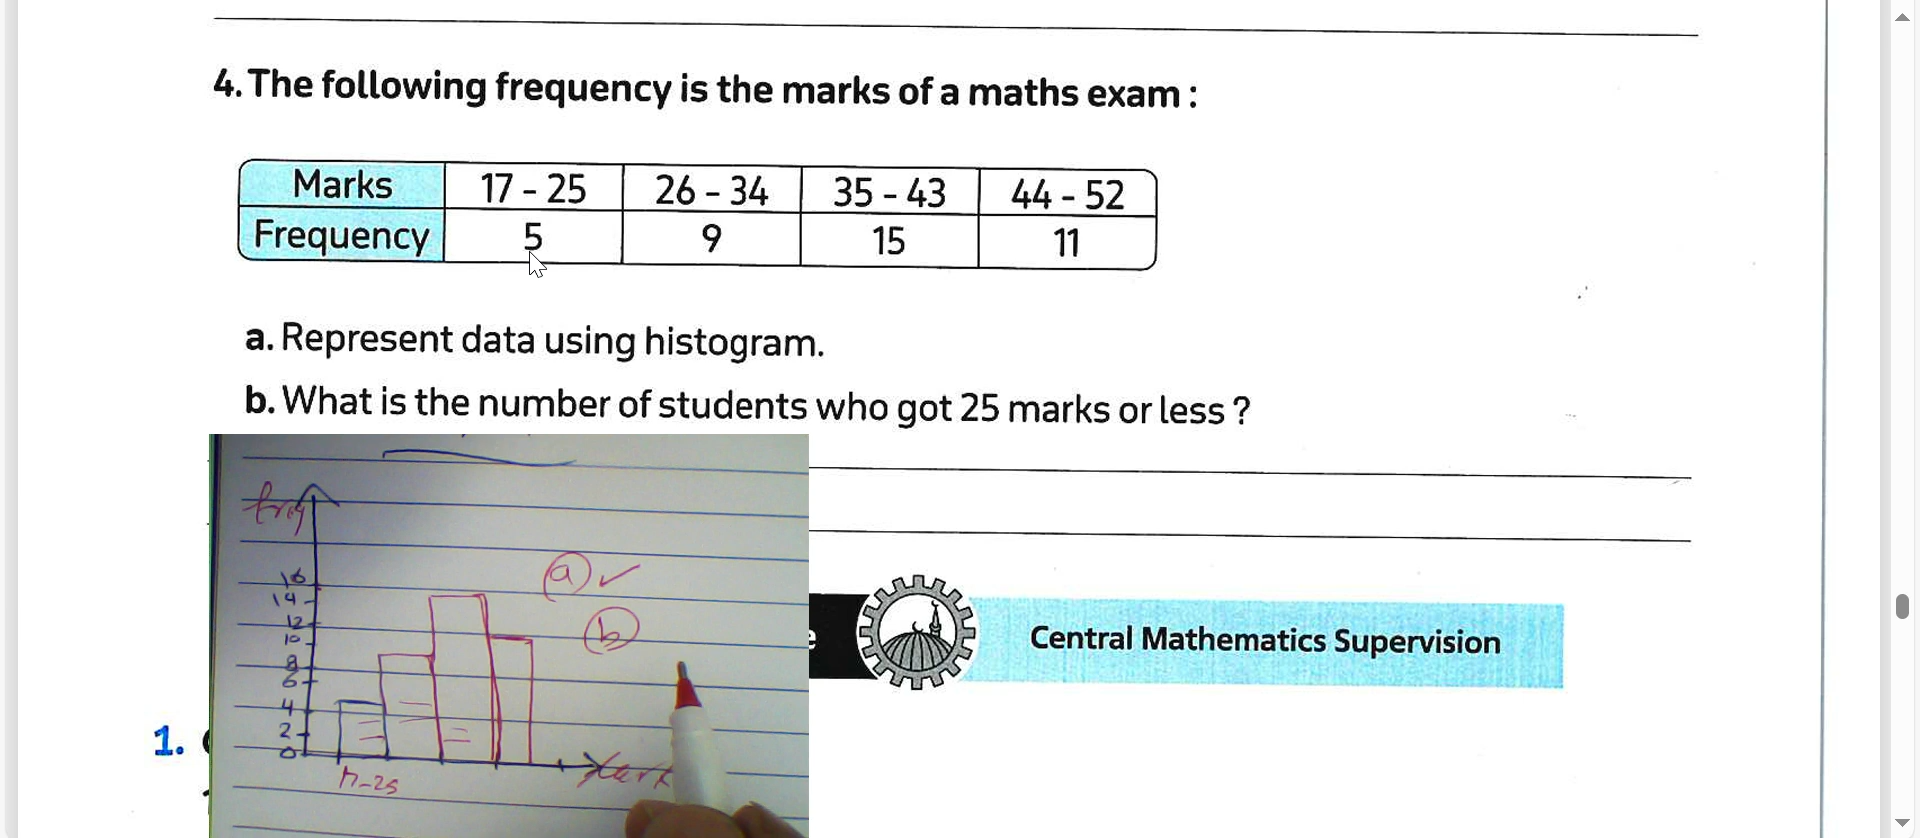 4. The following frequency is the marks of a maths exam :
Marks 17 - 25 26 - 34 35 - 43 44 - 52
Frequency 5 9 15 11
a. Represent data using histogram.
b. What is the number of students who got 25 marks or less ?
a ✓
b
16
14
12
10
8
6
4
2
0
17-25
Central Mathematics Supervision
1.